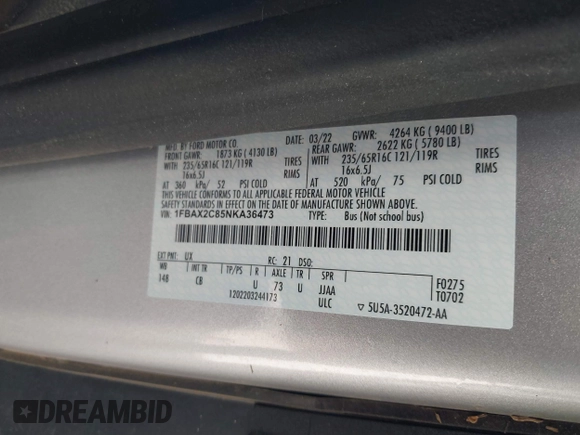 MFD. BY FORD MOTOR CO. DATE: 03/22 GVWR: 4264 KG ( 9400 LB)
FRONT GAWR: 1873 KG ( 4130 LB) REAR GAWR: 2622 KG ( 5780 LB)
WITH 235/65R16C 121/119R TIRES WITH 235/65R16C 121/119R TIRES
16x6.5J RIMS 16x6.5J RIMS
AT 360 kPa/ 52 PSI COLD AT 520 kPa/ 75 PSI COLD
THIS VEHICLE CONFORMS TO ALL APPLICABLE FEDERAL MOTOR VEHICLE
SAFETY STANDARDS IN EFFECT ON THE DATE OF MANUFACTURE SHOWN ABOVE.
VIN: 1FBAX2C85NKA36473 TYPE: Bus (Not school bus)
EXT PNT: UX RC: 21 DSO: F0275
WB INT TR TP/PS R AXLE TR SPR T0702
148 CB U 73 U JJAA
1202203244173 ULC ▽ 5U5A-3520472-AA
DREAMBID